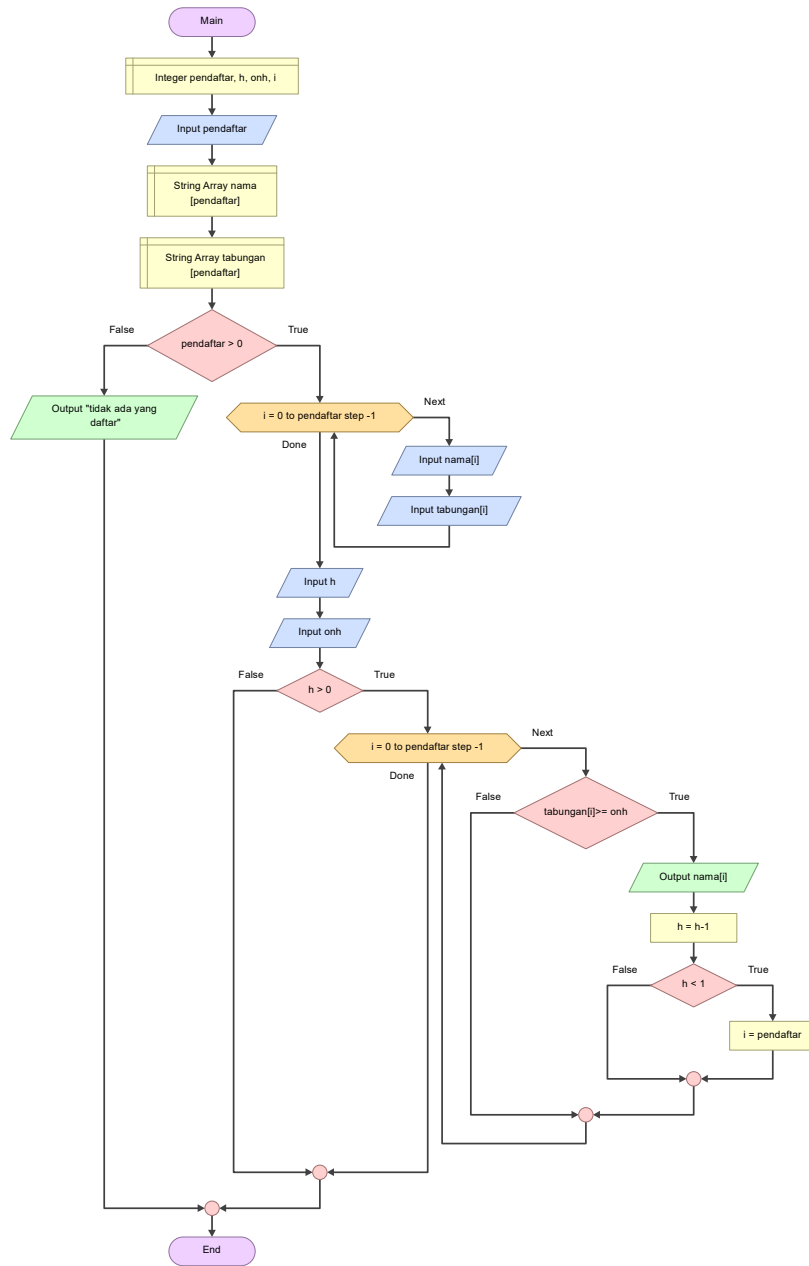 Main
Integer pendaftar, h, onh, i
Input pendaftar
String Array nama
[pendaftar]
String Array tabungan
[pendaftar]
pendaftar > 0
False
True
Output "tidak ada yang
daftar"
i = 0 to pendaftar step -1
Next
Done
Input nama[i]
Input tabungan[i]
Input h
Input onh
h > 0
False
True
i = 0 to pendaftar step -1
Next
Done
tabungan[i]>= onh
False
True
Output nama[i]
h = h-1
h < 1
False
True
i = pendaftar
End